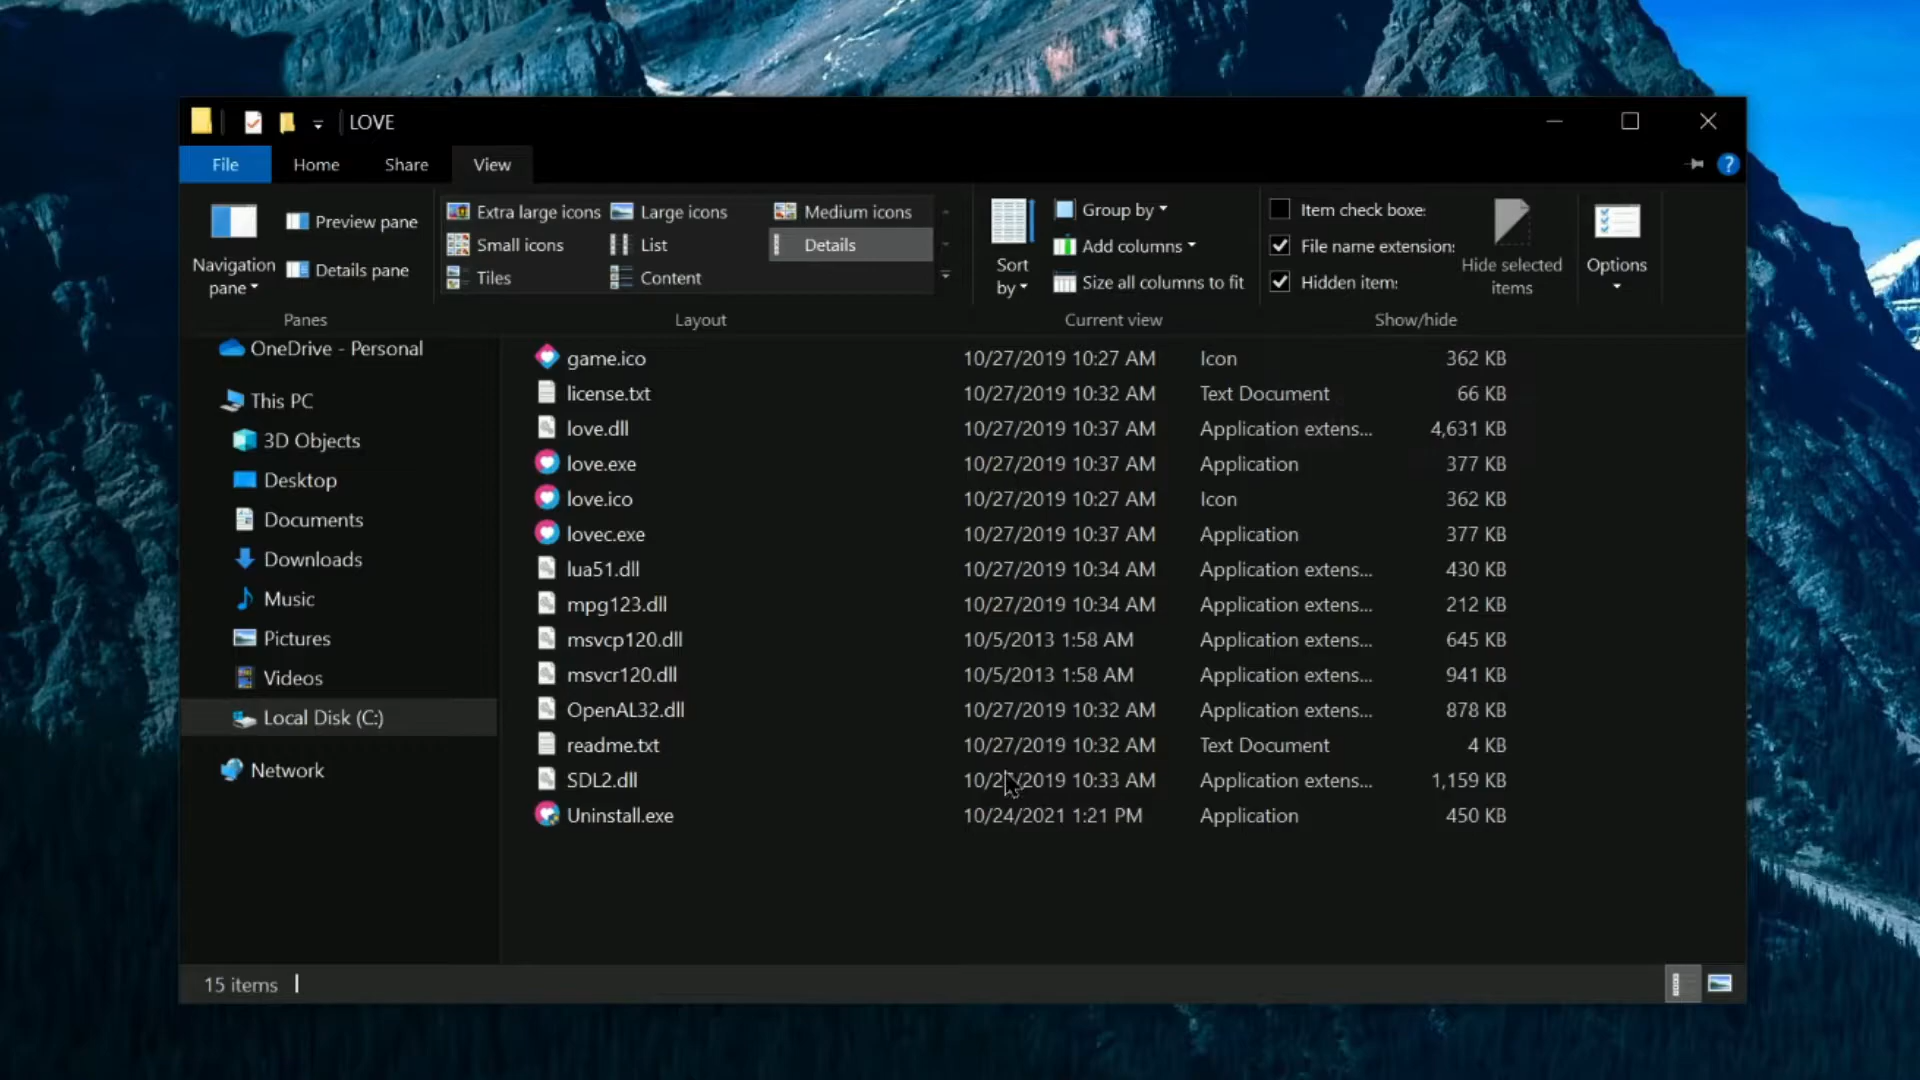 LOVE
File Home Share View
?
Navigation pane
Preview pane
Details pane
Panes
Extra large icons Large icons Medium icons
Small icons List Details
Tiles Content
Layout
Sort by
Group by
Add columns
Size all columns to fit
Current view
Item check boxe:
File name extension:
Hidden item:
Hide selected items
Show/hide
Options
OneDrive - Personal
This PC
3D Objects
Desktop
Documents
Downloads
Music
Pictures
Videos
Local Disk (C:)
Network
game.ico 10/27/2019 10:27 AM Icon 362 KB
license.txt 10/27/2019 10:32 AM Text Document 66 KB
love.dll 10/27/2019 10:37 AM Application extens... 4,631 KB
love.exe 10/27/2019 10:37 AM Application 377 KB
love.ico 10/27/2019 10:27 AM Icon 362 KB
lovec.exe 10/27/2019 10:37 AM Application 377 KB
lua51.dll 10/27/2019 10:34 AM Application extens... 430 KB
mpg123.dll 10/27/2019 10:34 AM Application extens... 212 KB
msvcp120.dll 10/5/2013 1:58 AM Application extens... 645 KB
msvcr120.dll 10/5/2013 1:58 AM Application extens... 941 KB
OpenAL32.dll 10/27/2019 10:32 AM Application extens... 878 KB
readme.txt 10/27/2019 10:32 AM Text Document 4 KB
SDL2.dll 10:33 AM Application extens... 1,159 KB
Uninstall.exe 10/24/2021 1:21 PM Application 450 KB
15 items